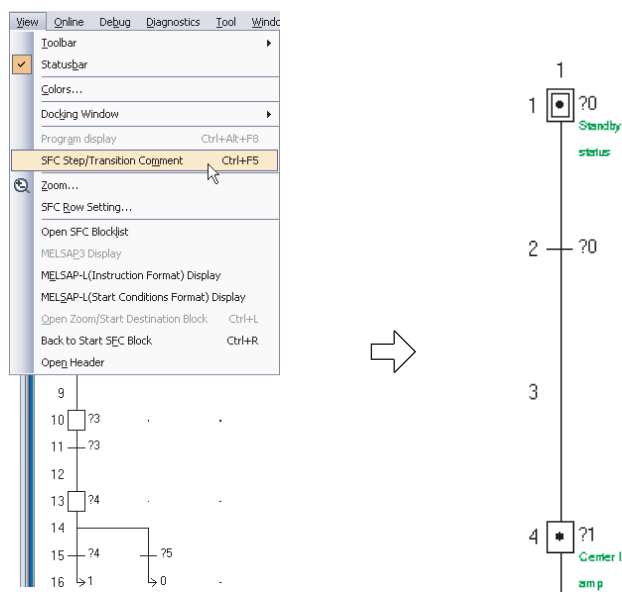 View Online Debug Diagnostics Tool Windo
Toolbar
Statusbar
Colors...
Docking Window
Program display Ctrl+Alt+F8
SFC Step/Transition Comment Ctrl+F5
Zoom...
SFC Row Setting...
Open SFC Blocklist
MELSAP3 Display
MELSAP-L(Instruction Format) Display
MELSAP-L(Start Conditions Format) Display
Open Zoom/Start Destination Block Ctrl+L
Back to Start SFC Block Ctrl+R
Open Header
9
10 ?3
11 ?3
12
13 ?4
14
15 ?4 ?5
16 1 0
1
1 ?0
Standby
status
2 ?0
3
4 ?1
Center l
amp